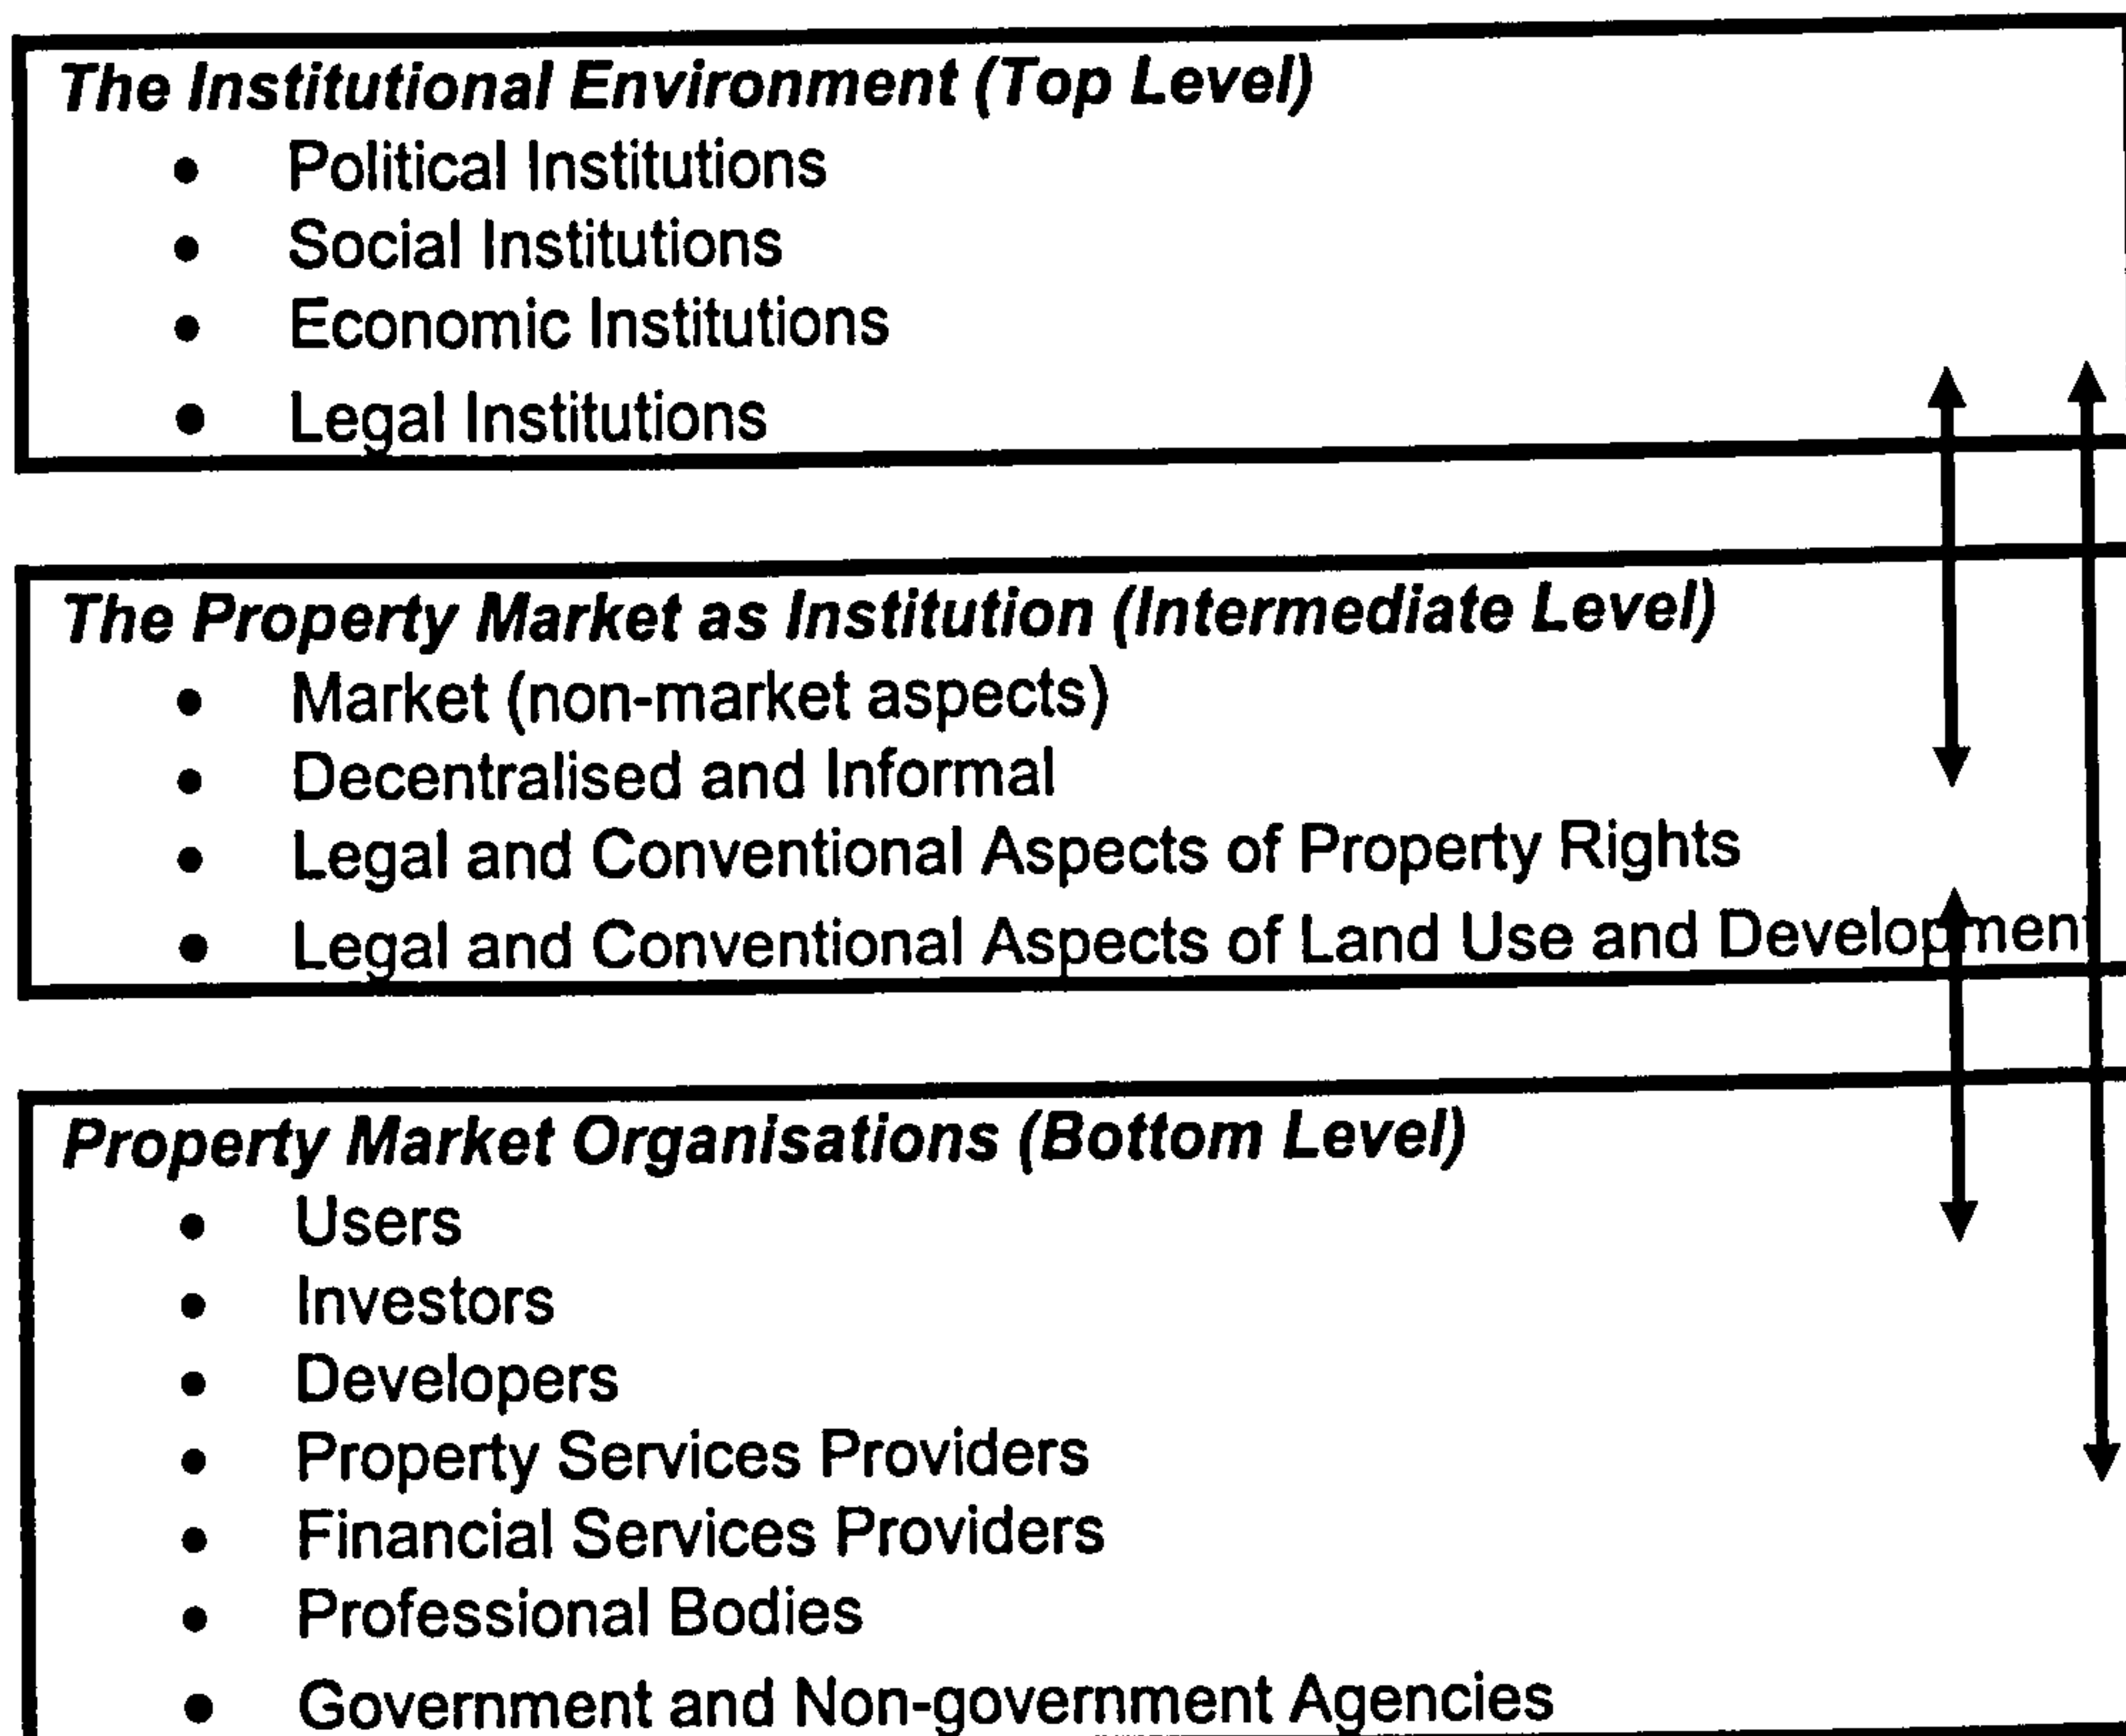 The Institutional Environment (Top Level)
• Political Institutions
• Social Institutions
• Economic Institutions
• Legal Institutions
The Property Market as Institution (Intermediate Level)
• Market (non-market aspects)
• Decentralised and Informal
• Legal and Conventional Aspects of Property Rights
• Legal and Conventional Aspects of Land Use and Development
Property Market Organisations (Bottom Level)
• Users
• Investors
• Developers
• Property Services Providers
• Financial Services Providers
• Professional Bodies
• Government and Non-government Agencies